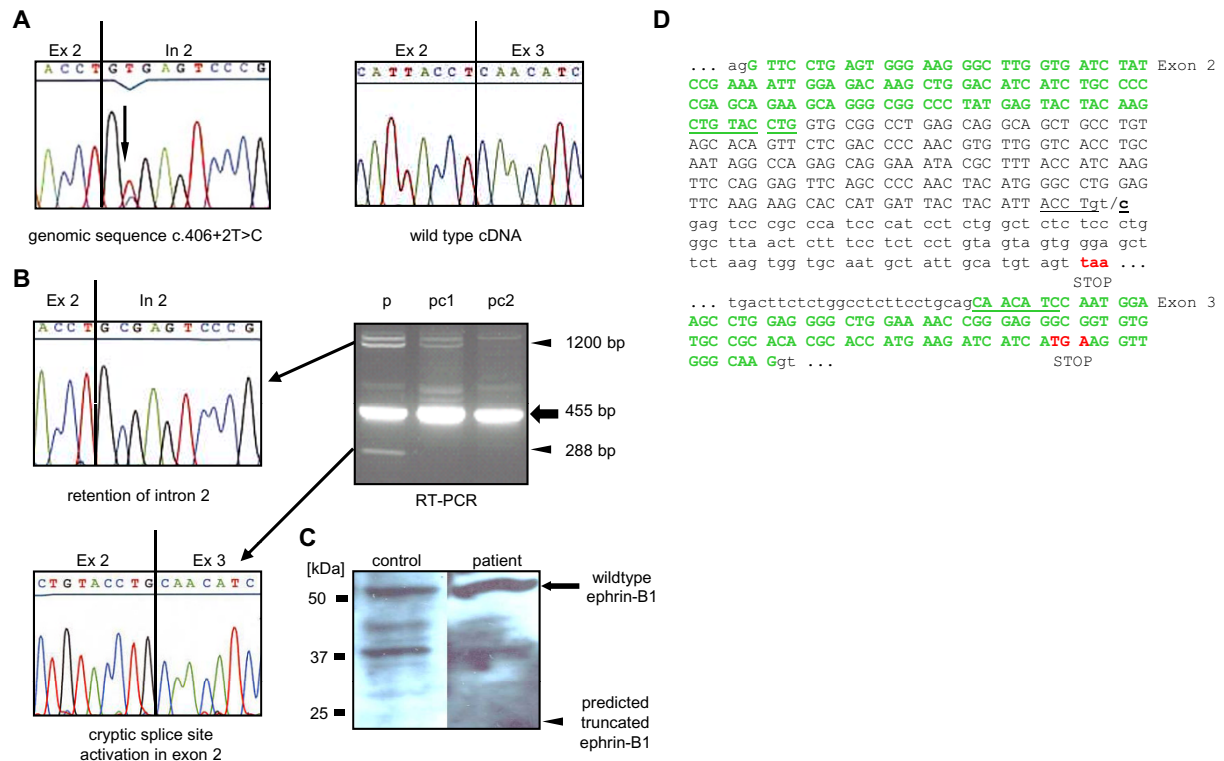 A
Ex 2 In 2
A C C T G T G A G T C C C G
genomic sequence c.406+2T>C
Ex 2 Ex 3
C A T T A C C T C A A C A T C
wild type cDNA
B
Ex 2 In 2
A C C T G C G A G T C C C G
retention of intron 2
p pc1 pc2
1200 bp
455 bp
288 bp
RT-PCR
Ex 2 Ex 3
C T G T A C C T G C A A C A T C
cryptic splice site
activation in exon 2
C
control patient
[kDa]
50
37
25
wildtype
ephrin-B1
predicted
truncated
ephrin-B1
D
... agG TTC CTG AGT GGG AAG GGC TTG GTG ATC TAT Exon 2
CCG AAA ATT GGA GAC AAG CTG GAC ATC ATC TGC CCC
CGA GCA GAA GCA GGG CGG CCC TAT GAG TAC TAC AAG
CTG TAC CTG GTG CGG CCT GAG CAG GCA GCT GCC TGT
AGC ACA GTT CTC GAC CCC AAC GTG TTG GTC ACC TGC
AAT AGG CCA GAG CAG GAA ATA CGC TTT ACC ATC AAG
TTC CAG GAG TTC AGC CCC AAC TAC ATG GGC CTG GAG
TTC AAG AAG CAC CAT GAT TAC TAC ATT ACC Tgt/c
gag tcc cgc cca tcc cat ccc tct ggc tct ctc tcc ctg
ggc tta act ctt tcc tct cct gta gta gtg gga gct
tct aag tgg tgc aat gct att gca tgt agt taa ...
STOP
... tgacttctctggcctcttcctgcagCA ACA TCC AAT GGA Exon 3
AGC CTG GAG GGG CTG GAA AAC CGG GAG GGC GGT GTG
TGC CGC ACA CGC ACC ATG AAG ATC ATC ATG AAG GTT
GGG CAA Ggt ... STOP